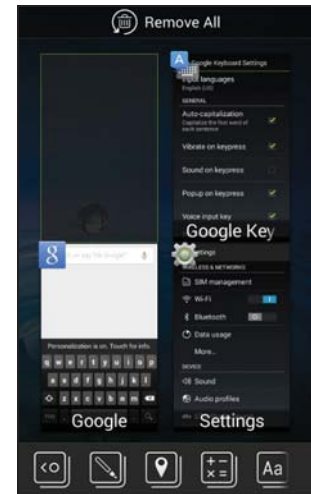 Remove All
A
Google Keyboard Settings
Input languages
English (US)
GENERAL
Auto-capitalization
Capitalize the first word of
each sentence
Vibrate on keypress
Sound on keypress
Popup on keypress
Voice input key
Google Key
8
Personalization is on. Touch for info.
q w e r t y u i o p
a s d f g h j k l
z x c v b n m
Google
Settings
WIRELESS & NETWORKS
SIM management
Wi-Fi
Bluetooth
Data usage
More...
DEVICE
Sound
Audio profiles
Settings
+ −
× =
Aa